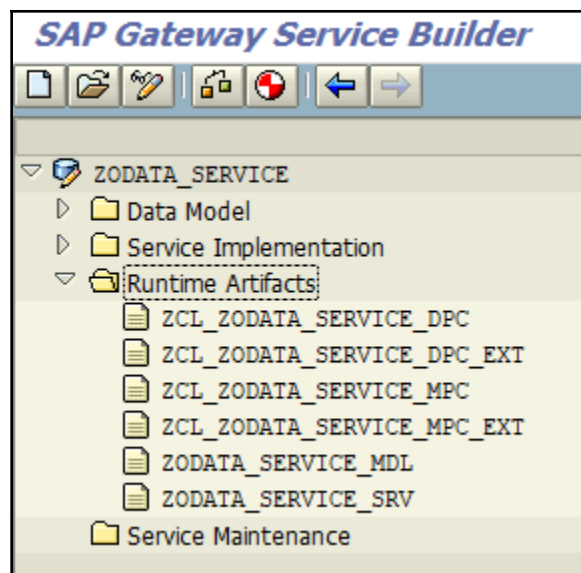 SAP Gateway Service Builder
ZODATA_SERVICE
Data Model
Service Implementation
Runtime Artifacts
ZCL_ZODATA_SERVICE_DPC
ZCL_ZODATA_SERVICE_DPC_EXT
ZCL_ZODATA_SERVICE_MPC
ZCL_ZODATA_SERVICE_MPC_EXT
ZODATA_SERVICE_MDL
ZODATA_SERVICE_SRV
Service Maintenance